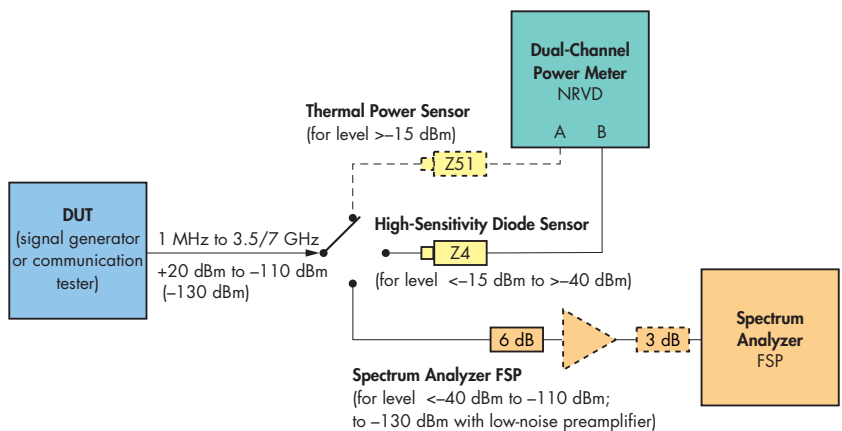 Dual-Channel
Power Meter
NRVD
A B
Thermal Power Sensor
(for level >–15 dBm)
Z51
DUT
(signal generator
or communication
tester)
1 MHz to 3.5/7 GHz
+20 dBm to –110 dBm
(–130 dBm)
High-Sensitivity Diode Sensor
Z4
(for level <–15 dBm to >–40 dBm)
6 dB
3 dB
Spectrum
Analyzer
FSP
Spectrum Analyzer FSP
(for level <–40 dBm to –110 dBm;
to –130 dBm with low-noise preamplifier)